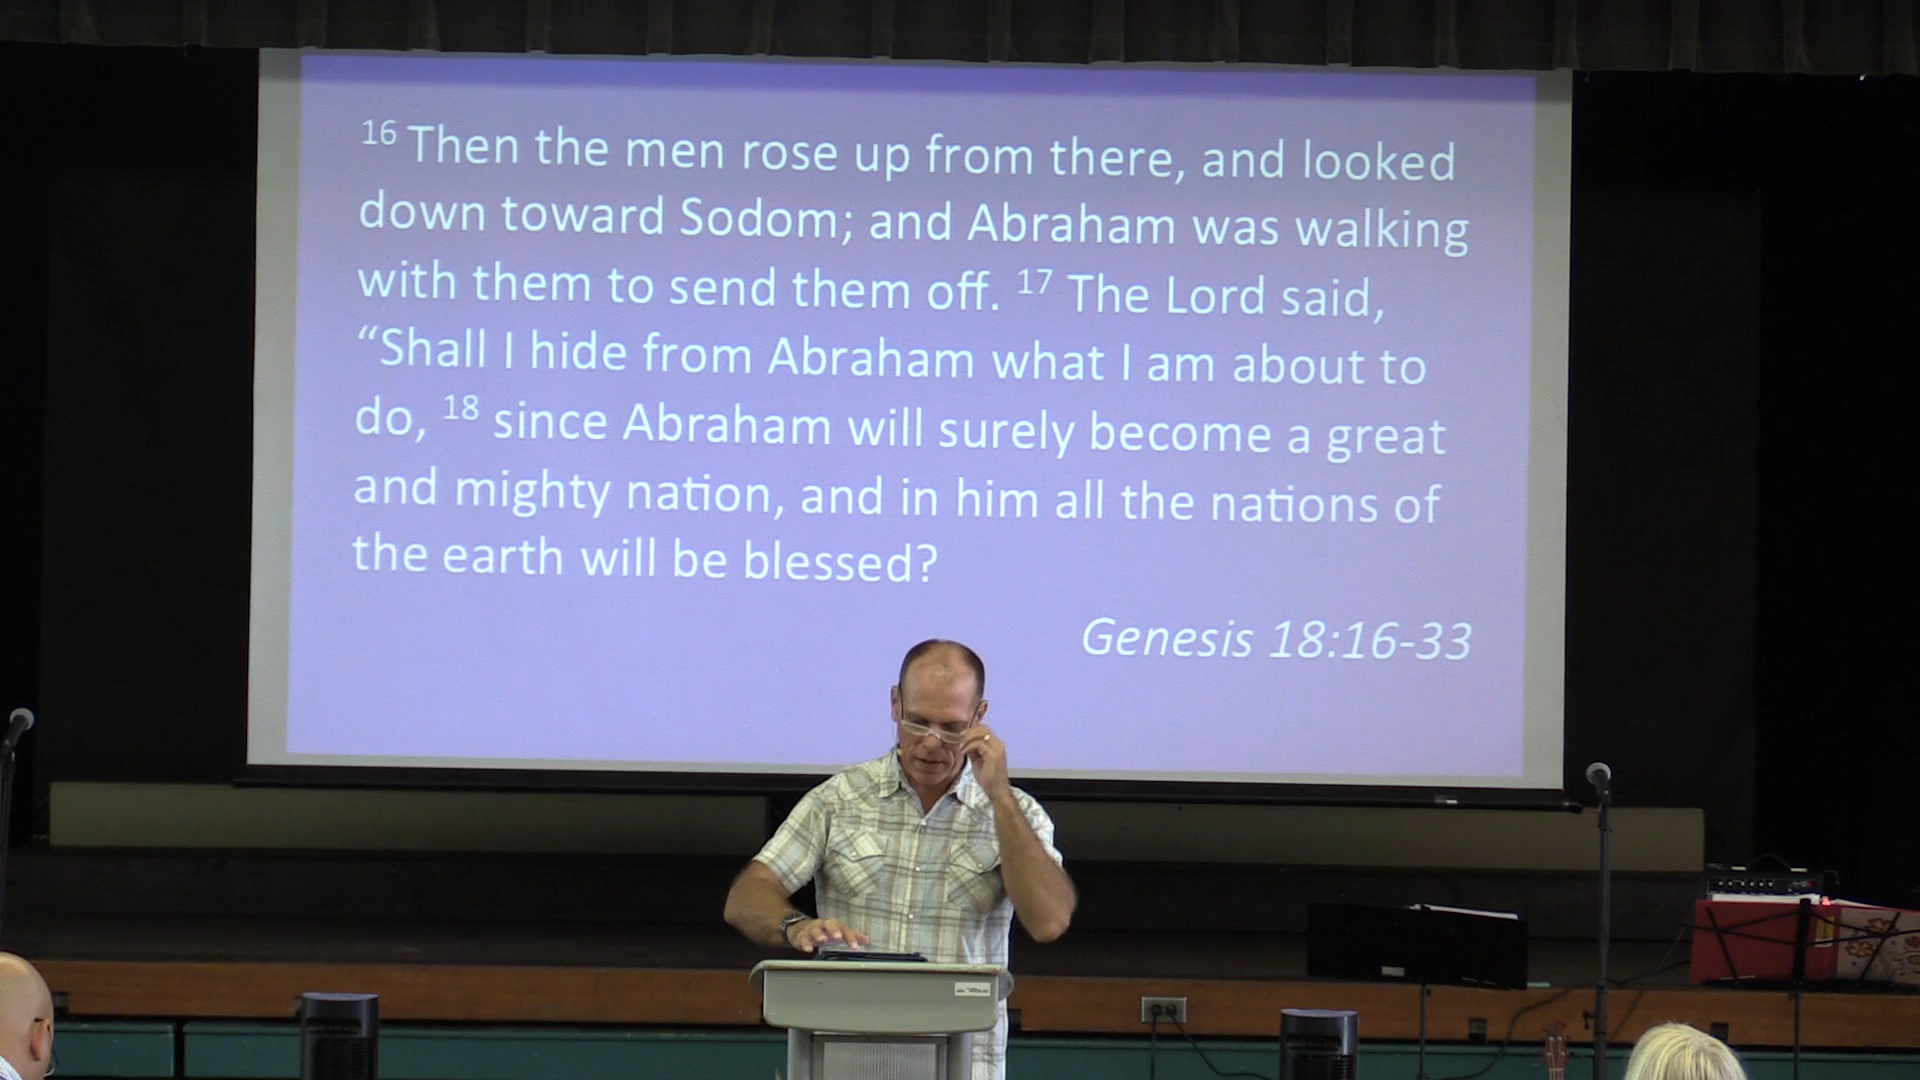 16 Then the men rose up from there, and looked
down toward Sodom; and Abraham was walking
with them to send them off. 17 The Lord said,
“Shall I hide from Abraham what I am about to
do, 18 since Abraham will surely become a great
and mighty nation, and in him all the nations of
the earth will be blessed?
Genesis 18:16-33